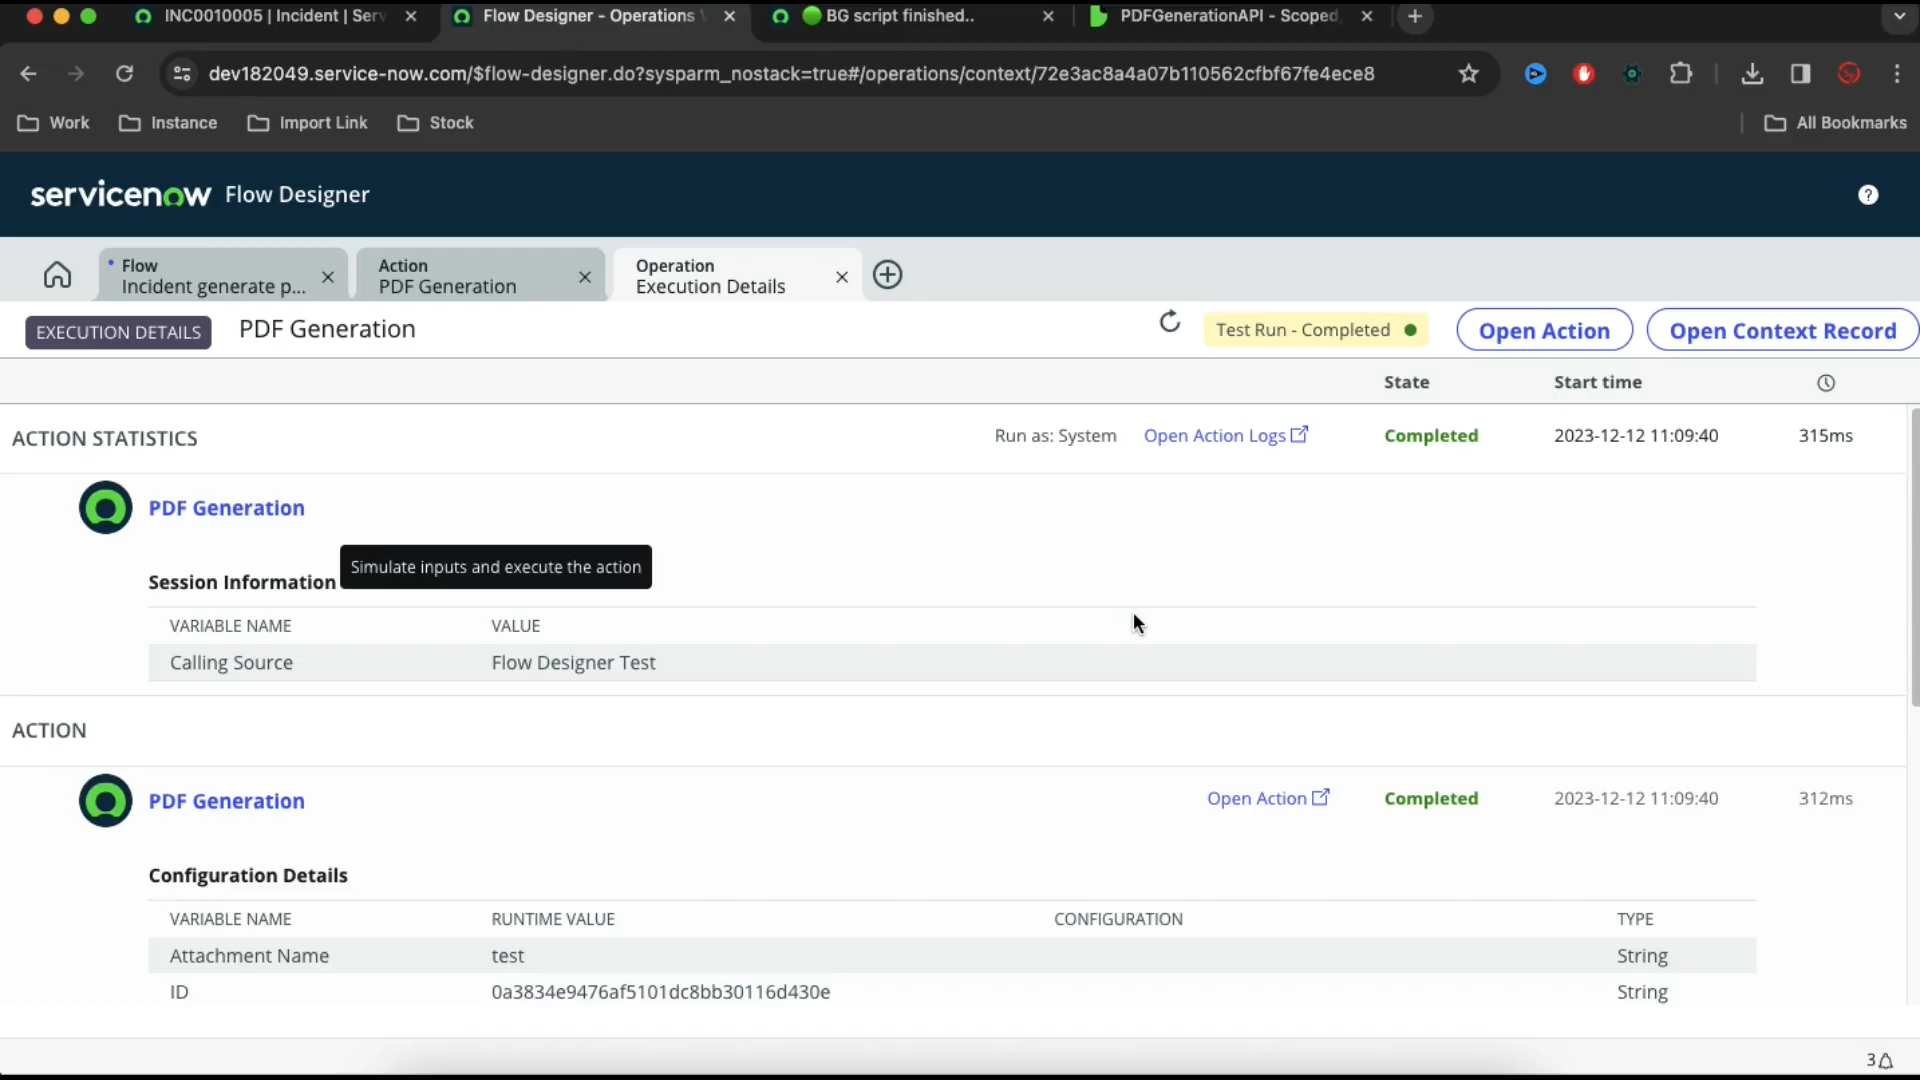 INC0010005 | Incident | Serv
Flow Designer - Operations V
BG script finished..
PDFGenerationAPI - Scoped
dev182049.service-now.com/$flow-designer.do?sysparm_nostack=true#/operations/context/72e3ac8a4a07b110562cfbf67fe4ece8
Work
Instance
Import Link
Stock
All Bookmarks
servicenow Flow Designer
?
Flow
Incident generate p...
Action
PDF Generation
Operation
Execution Details
EXECUTION DETAILS
PDF Generation
Test Run - Completed
Open Action
Open Context Record
State
Start time
ACTION STATISTICS
Run as: System
Open Action Logs
Completed
2023-12-12 11:09:40
315ms
PDF Generation
Simulate inputs and execute the action
Session Information
VARIABLE NAME
VALUE
Calling Source
Flow Designer Test
ACTION
PDF Generation
Open Action
Completed
2023-12-12 11:09:40
312ms
Configuration Details
VARIABLE NAME
RUNTIME VALUE
CONFIGURATION
TYPE
Attachment Name
test
String
ID
0a3834e9476af5101dc8bb30116d430e
String
3